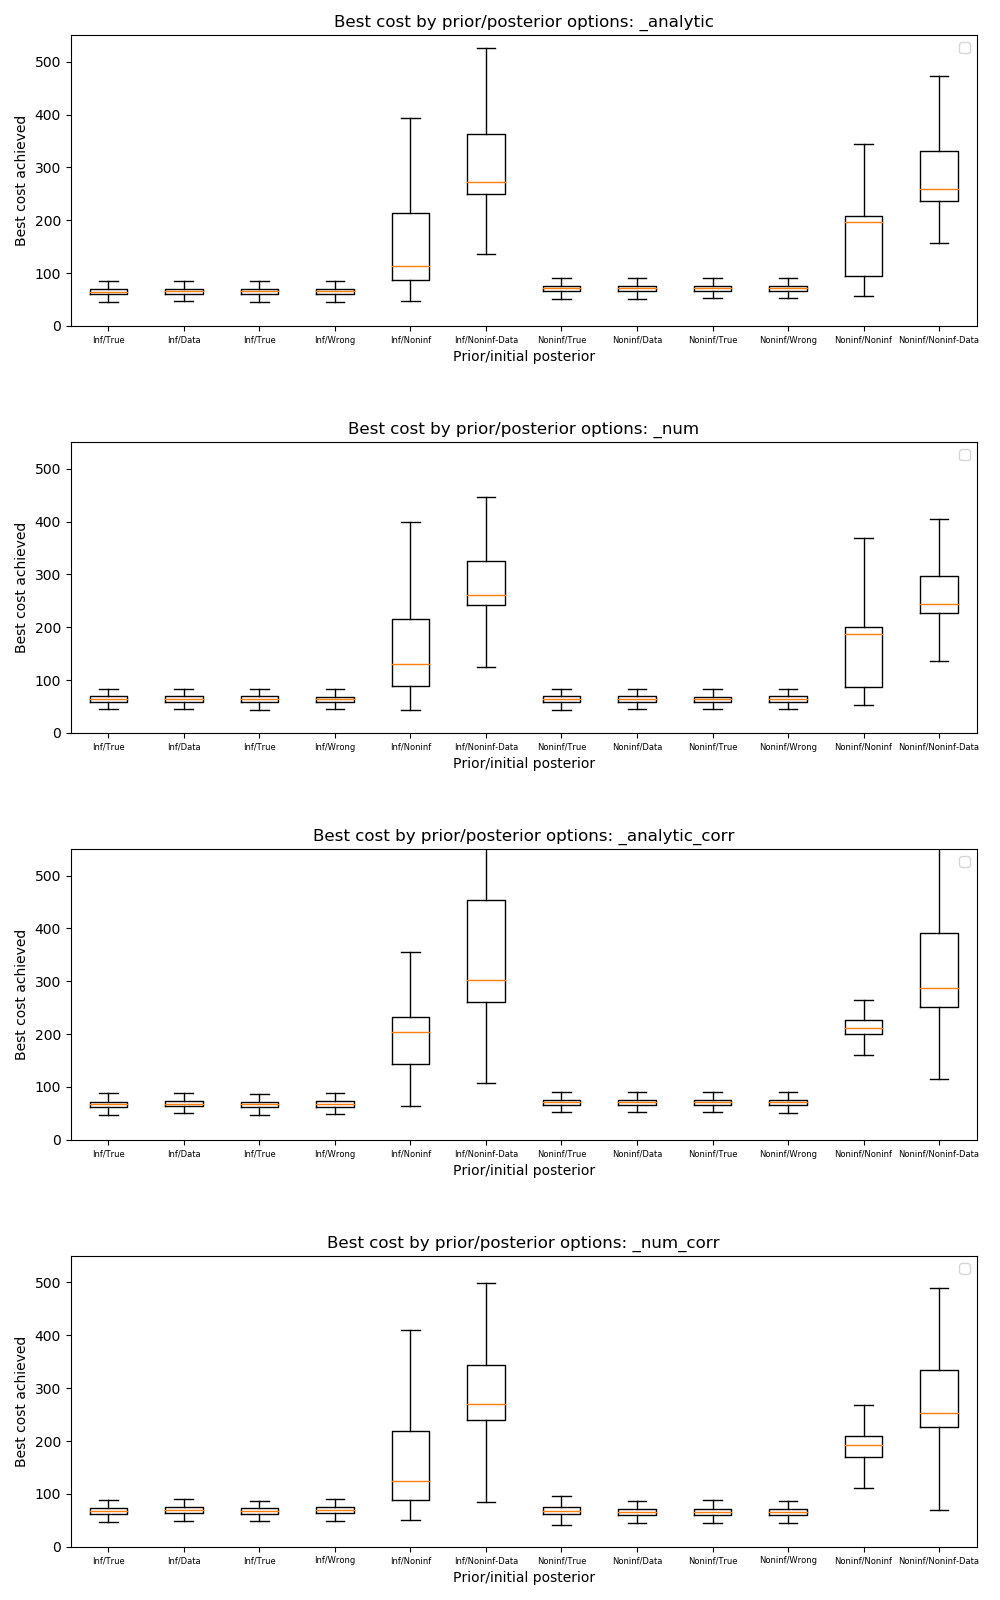 Best cost by prior/posterior options: _analytic
500
400
300
200
100
0
Best cost achieved
Inf/True Inf/Data Inf/True Inf/Wrong Inf/Noninf Inf/Noninf-Data Noninf/True Noninf/Data Noninf/True Noninf/Wrong Noninf/Noninf Noninf/Noninf-Data
Prior/initial posterior
Best cost by prior/posterior options: _num
500
400
300
200
100
0
Best cost achieved
Inf/True Inf/Data Inf/True Inf/Wrong Inf/Noninf Inf/Noninf-Data Noninf/True Noninf/Data Noninf/True Noninf/Wrong Noninf/Noninf Noninf/Noninf-Data
Prior/initial posterior
Best cost by prior/posterior options: _analytic_corr
500
400
300
200
100
0
Best cost achieved
Inf/True Inf/Data Inf/True Inf/Wrong Inf/Noninf Inf/Noninf-Data Noninf/True Noninf/Data Noninf/True Noninf/Wrong Noninf/Noninf Noninf/Noninf-Data
Prior/initial posterior
Best cost by prior/posterior options: _num_corr
500
400
300
200
100
0
Best cost achieved
Inf/True Inf/Data Inf/True Inf/Wrong Inf/Noninf Inf/Noninf-Data Noninf/True Noninf/Data Noninf/True Noninf/Wrong Noninf/Noninf Noninf/Noninf-Data
Prior/initial posterior